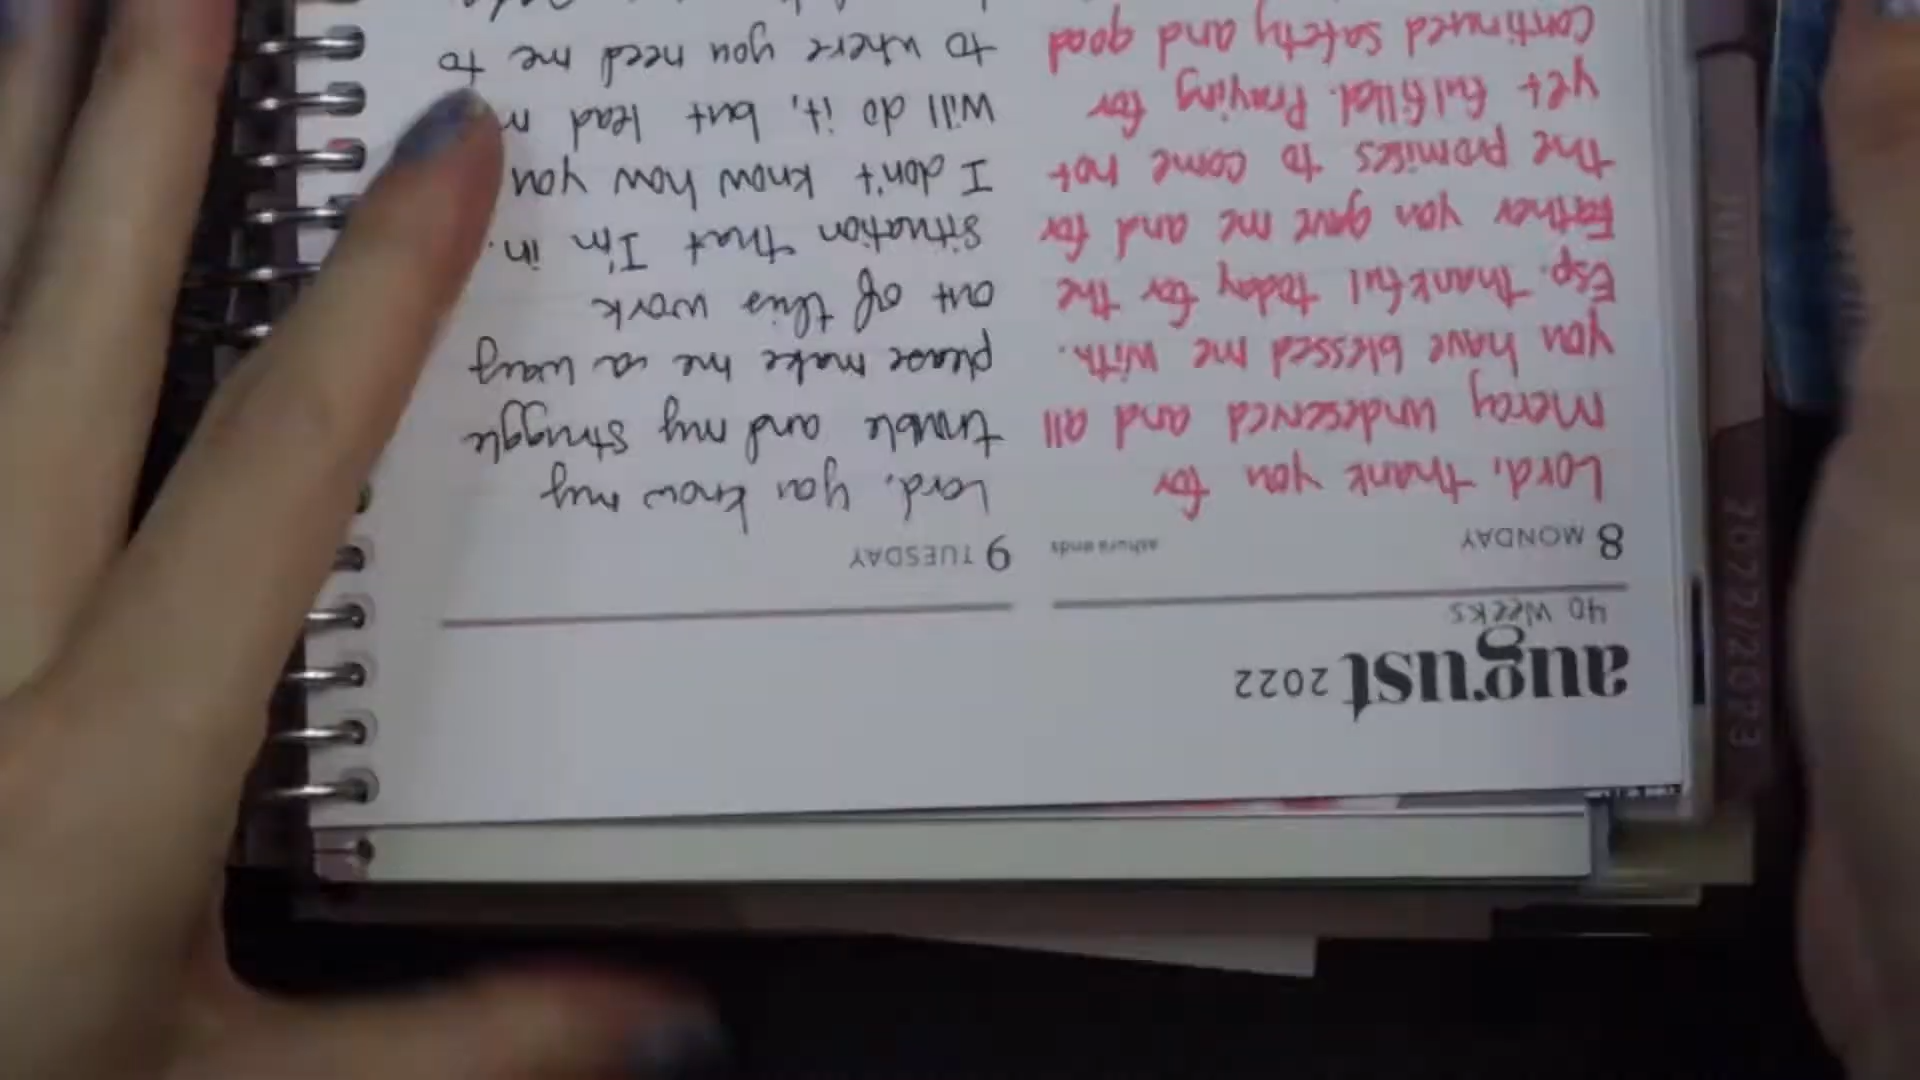 august 2022
40 weeks
8 MONDAY
ashura ends
Lord, thank you for
mercy undeserved and all
you have blessed me with.
Esp. thankful today for the
Father you gave me and for
the promises to come not
yet fulfilled. Praying for
continued safety and good
9 TUESDAY
Lord, you know my
trouble and my struggle
please make me a way
out of this work
situation that I'm in.
I don't know how you
will do it, but lead m
to where you need me to
2022/2023